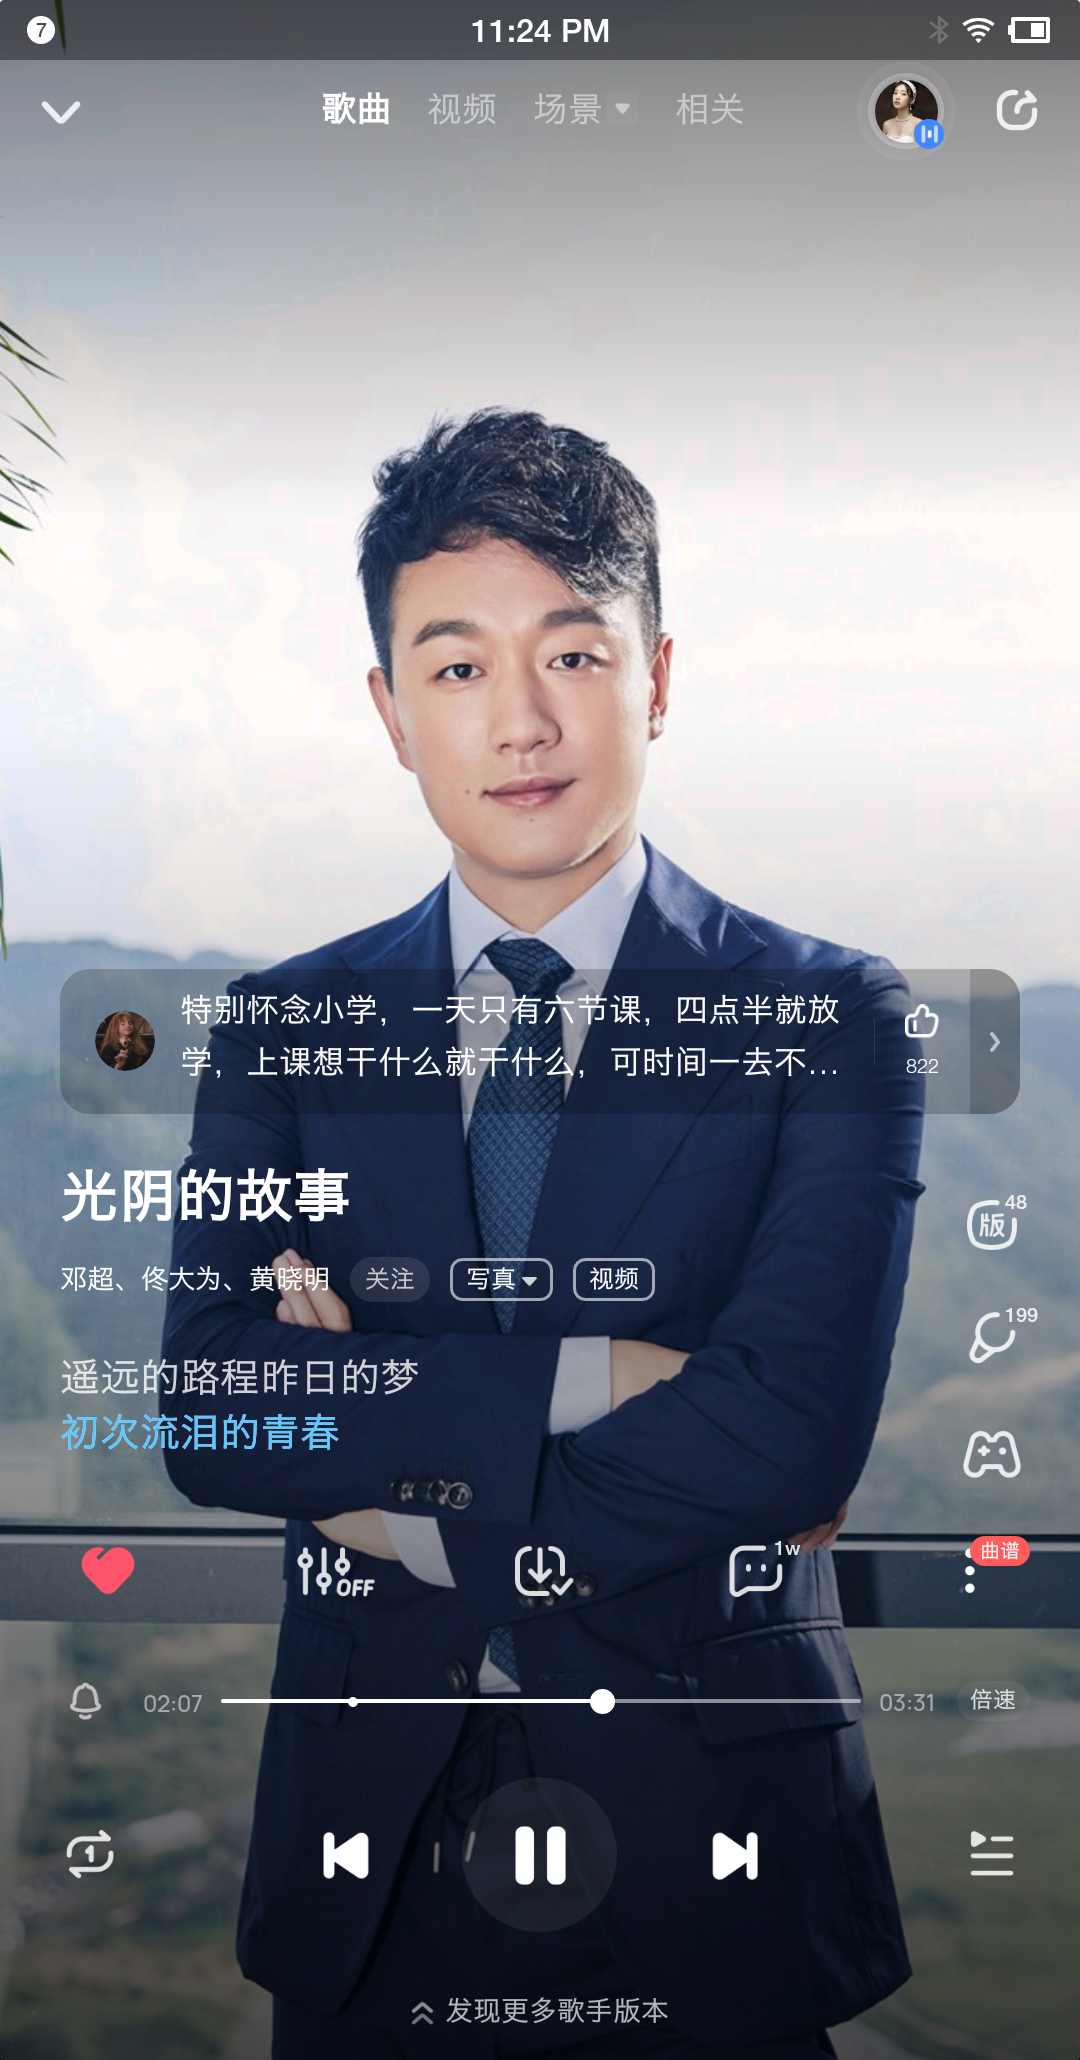 7
11:24 PM
歌曲 视频 场景 相关
特别怀念小学，一天只有六节课，四点半就放
学，上课想干什么就干什么，可时间一去不...
822
光阴的故事
48
版
邓超、佟大为、黄晓明 关注 写真 视频
199
遥远的路程昨日的梦
初次流泪的青春
OFF
1w
曲谱
02:07 03:31 倍速
1
发现更多歌手版本